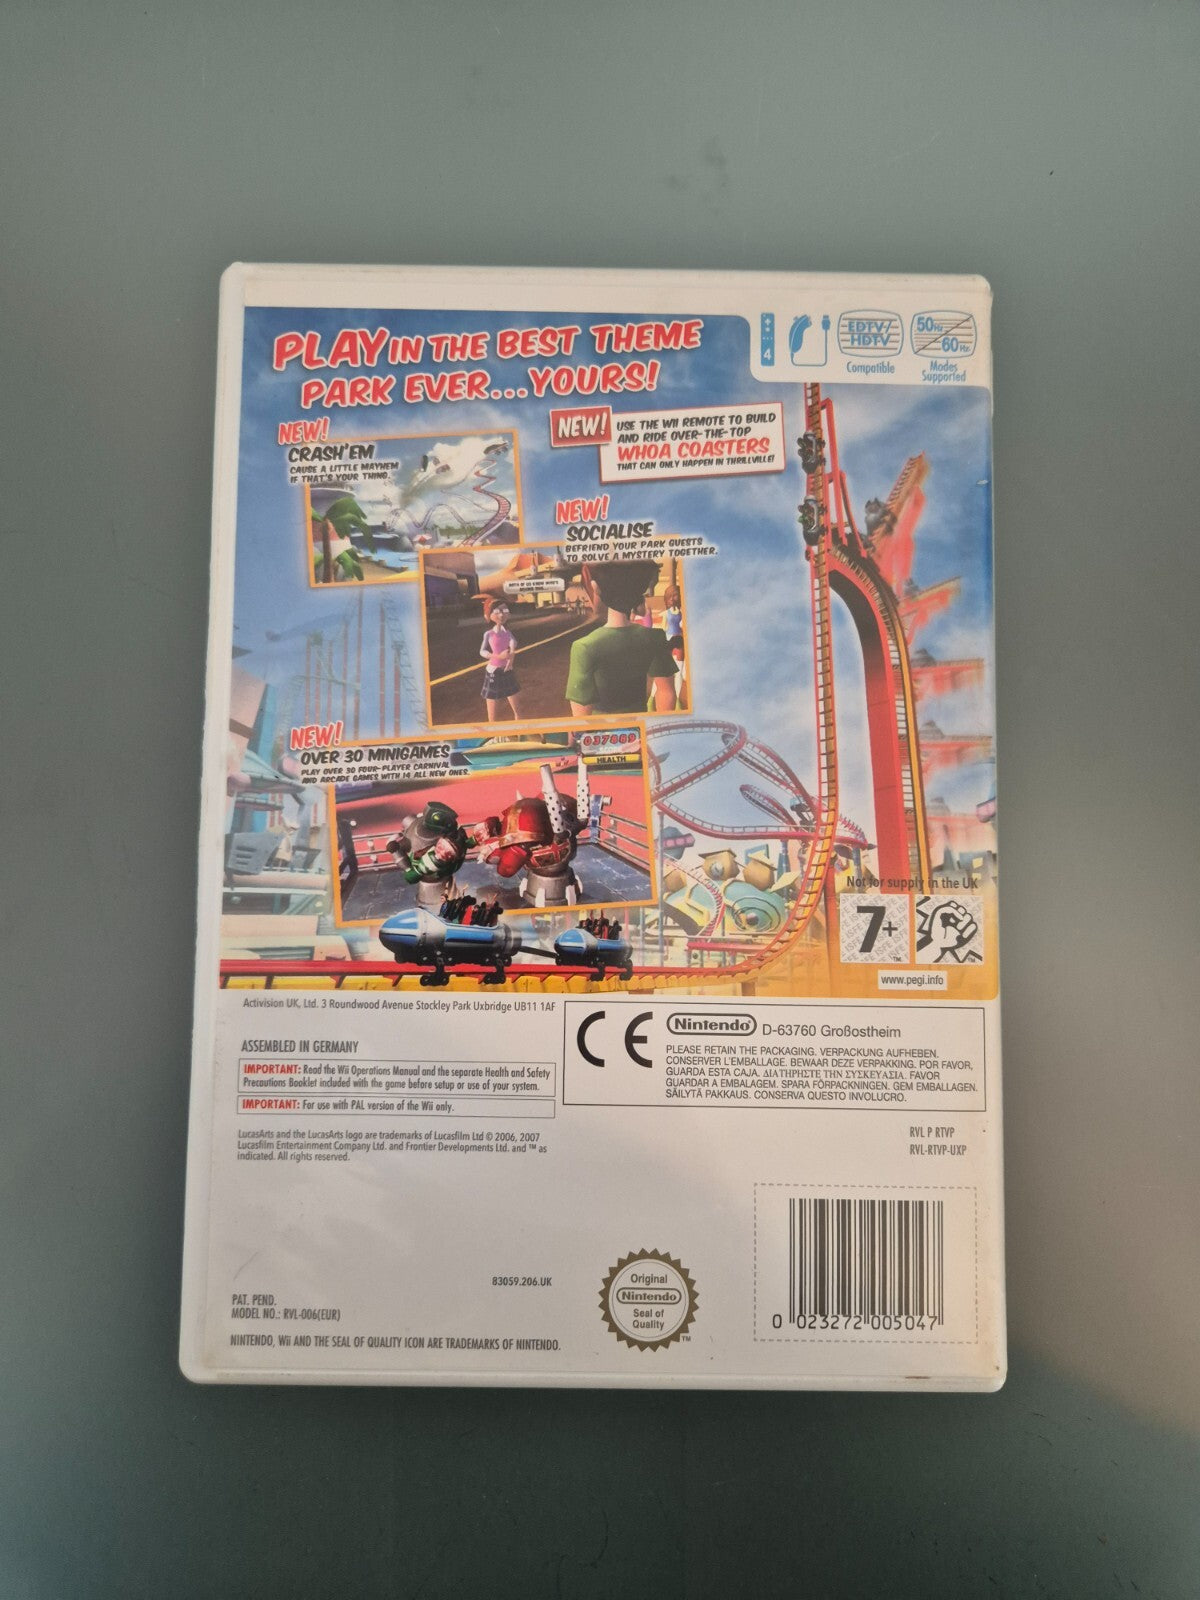 PLAY IN THE BEST THEME
PARK EVER...YOURS!
4
EDTV/
HDTV
Compatible
50Hz
60Hz
Modes
Supported
NEW!
CRASH'EM
CAUSE A LITTLE MAYHEM
IF THAT'S YOUR THING.
NEW!
USE THE WII REMOTE TO BUILD
AND RIDE OVER-THE-TOP
WHOA COASTERS
THAT CAN ONLY HAPPEN IN THRILLVILLE!
NEW!
SOCIALISE
BEFRIEND YOUR PARK GUESTS
TO SOLVE A MYSTERY TOGETHER.
NEW!
OVER 30 MINIGAMES
PLAY OVER 30 FOUR-PLAYER CARNIVAL
AND ARCADE GAMES WITH 14 ALL NEW ONES.
037889
SCORE
HEALTH
Not for supply in the UK
7+
www.pegi.info
Activision UK, Ltd. 3 Roundwood Avenue Stockley Park Uxbridge UB11 1AF
ASSEMBLED IN GERMANY
IMPORTANT: Read the Wii Operations Manual and the separate Health and Safety
Precautions Booklet included with the game before setup or use of your system.
IMPORTANT: For use with PAL version of the Wii only.
CE
Nintendo® D-63760 Großostheim
PLEASE RETAIN THE PACKAGING. VERPACKUNG AUFHEBEN.
CONSERVER L'EMBALLAGE. BEWAAR DEZE VERPAKKING. POR FAVOR,
GUARDA ESTA CAJA. ΔΙΑΤΗΡΗΣΤΕ ΤΗΝ ΣΥΣΚΕΥΑΣΙΑ. FAVOR
GUARDAR A EMBALAGEM. SPARA FÖRPACKNINGEN. GEM EMBALLAGEN.
SÄILYTÄ PAKKAUS. CONSERVA QUESTO INVOLUCRO.
LucasArts and the LucasArts logo are trademarks of Lucasfilm Ltd © 2006, 2007
Lucasfilm Entertainment Company Ltd. and Frontier Developments Ltd. and ™ as
indicated. All rights reserved.
RVL P RTVP
RVL-RTVP-UXP
83059.206.UK
PAT. PEND.
MODEL NO.: RVL-006(EUR)
NINTENDO, Wii AND THE SEAL OF QUALITY ICON ARE TRADEMARKS OF NINTENDO.
Original
Nintendo®
Seal of
Quality
TM
0 023272 005047